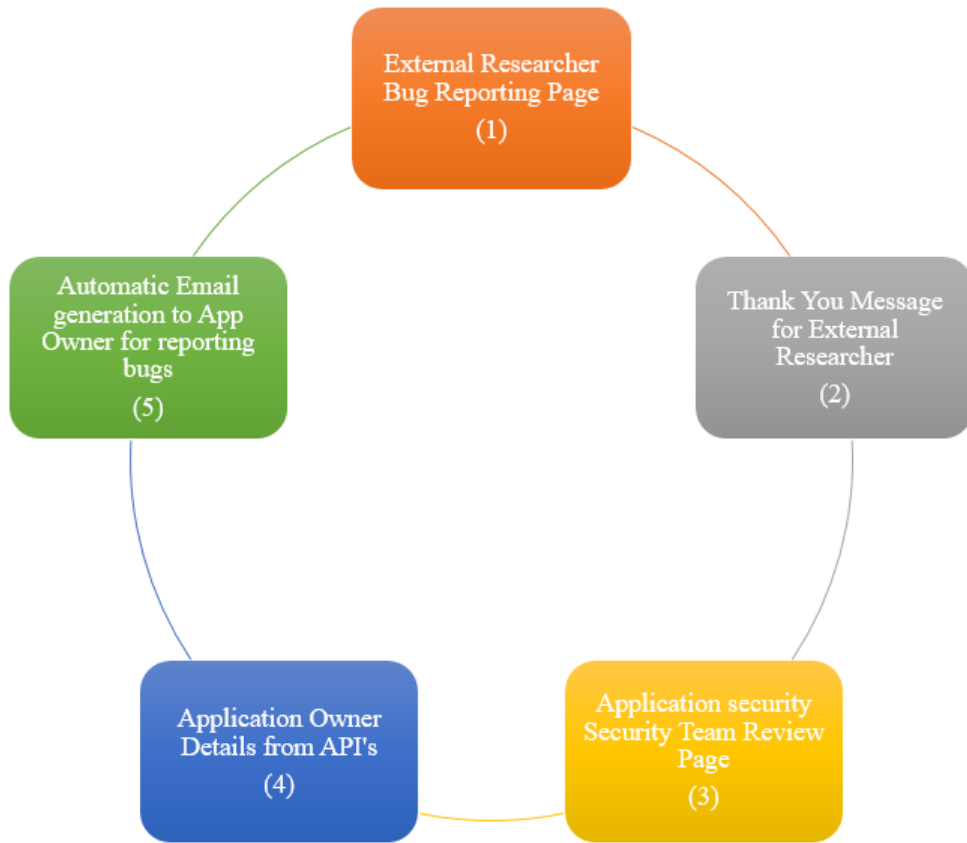 External Researcher
Bug Reporting Page
(1)
Thank You Message
for External
Researcher
(2)
Application security
Security Team Review
Page
(3)
Application Owner
Details from API's
(4)
Automatic Email
generation to App
Owner for reporting
bugs
(5)